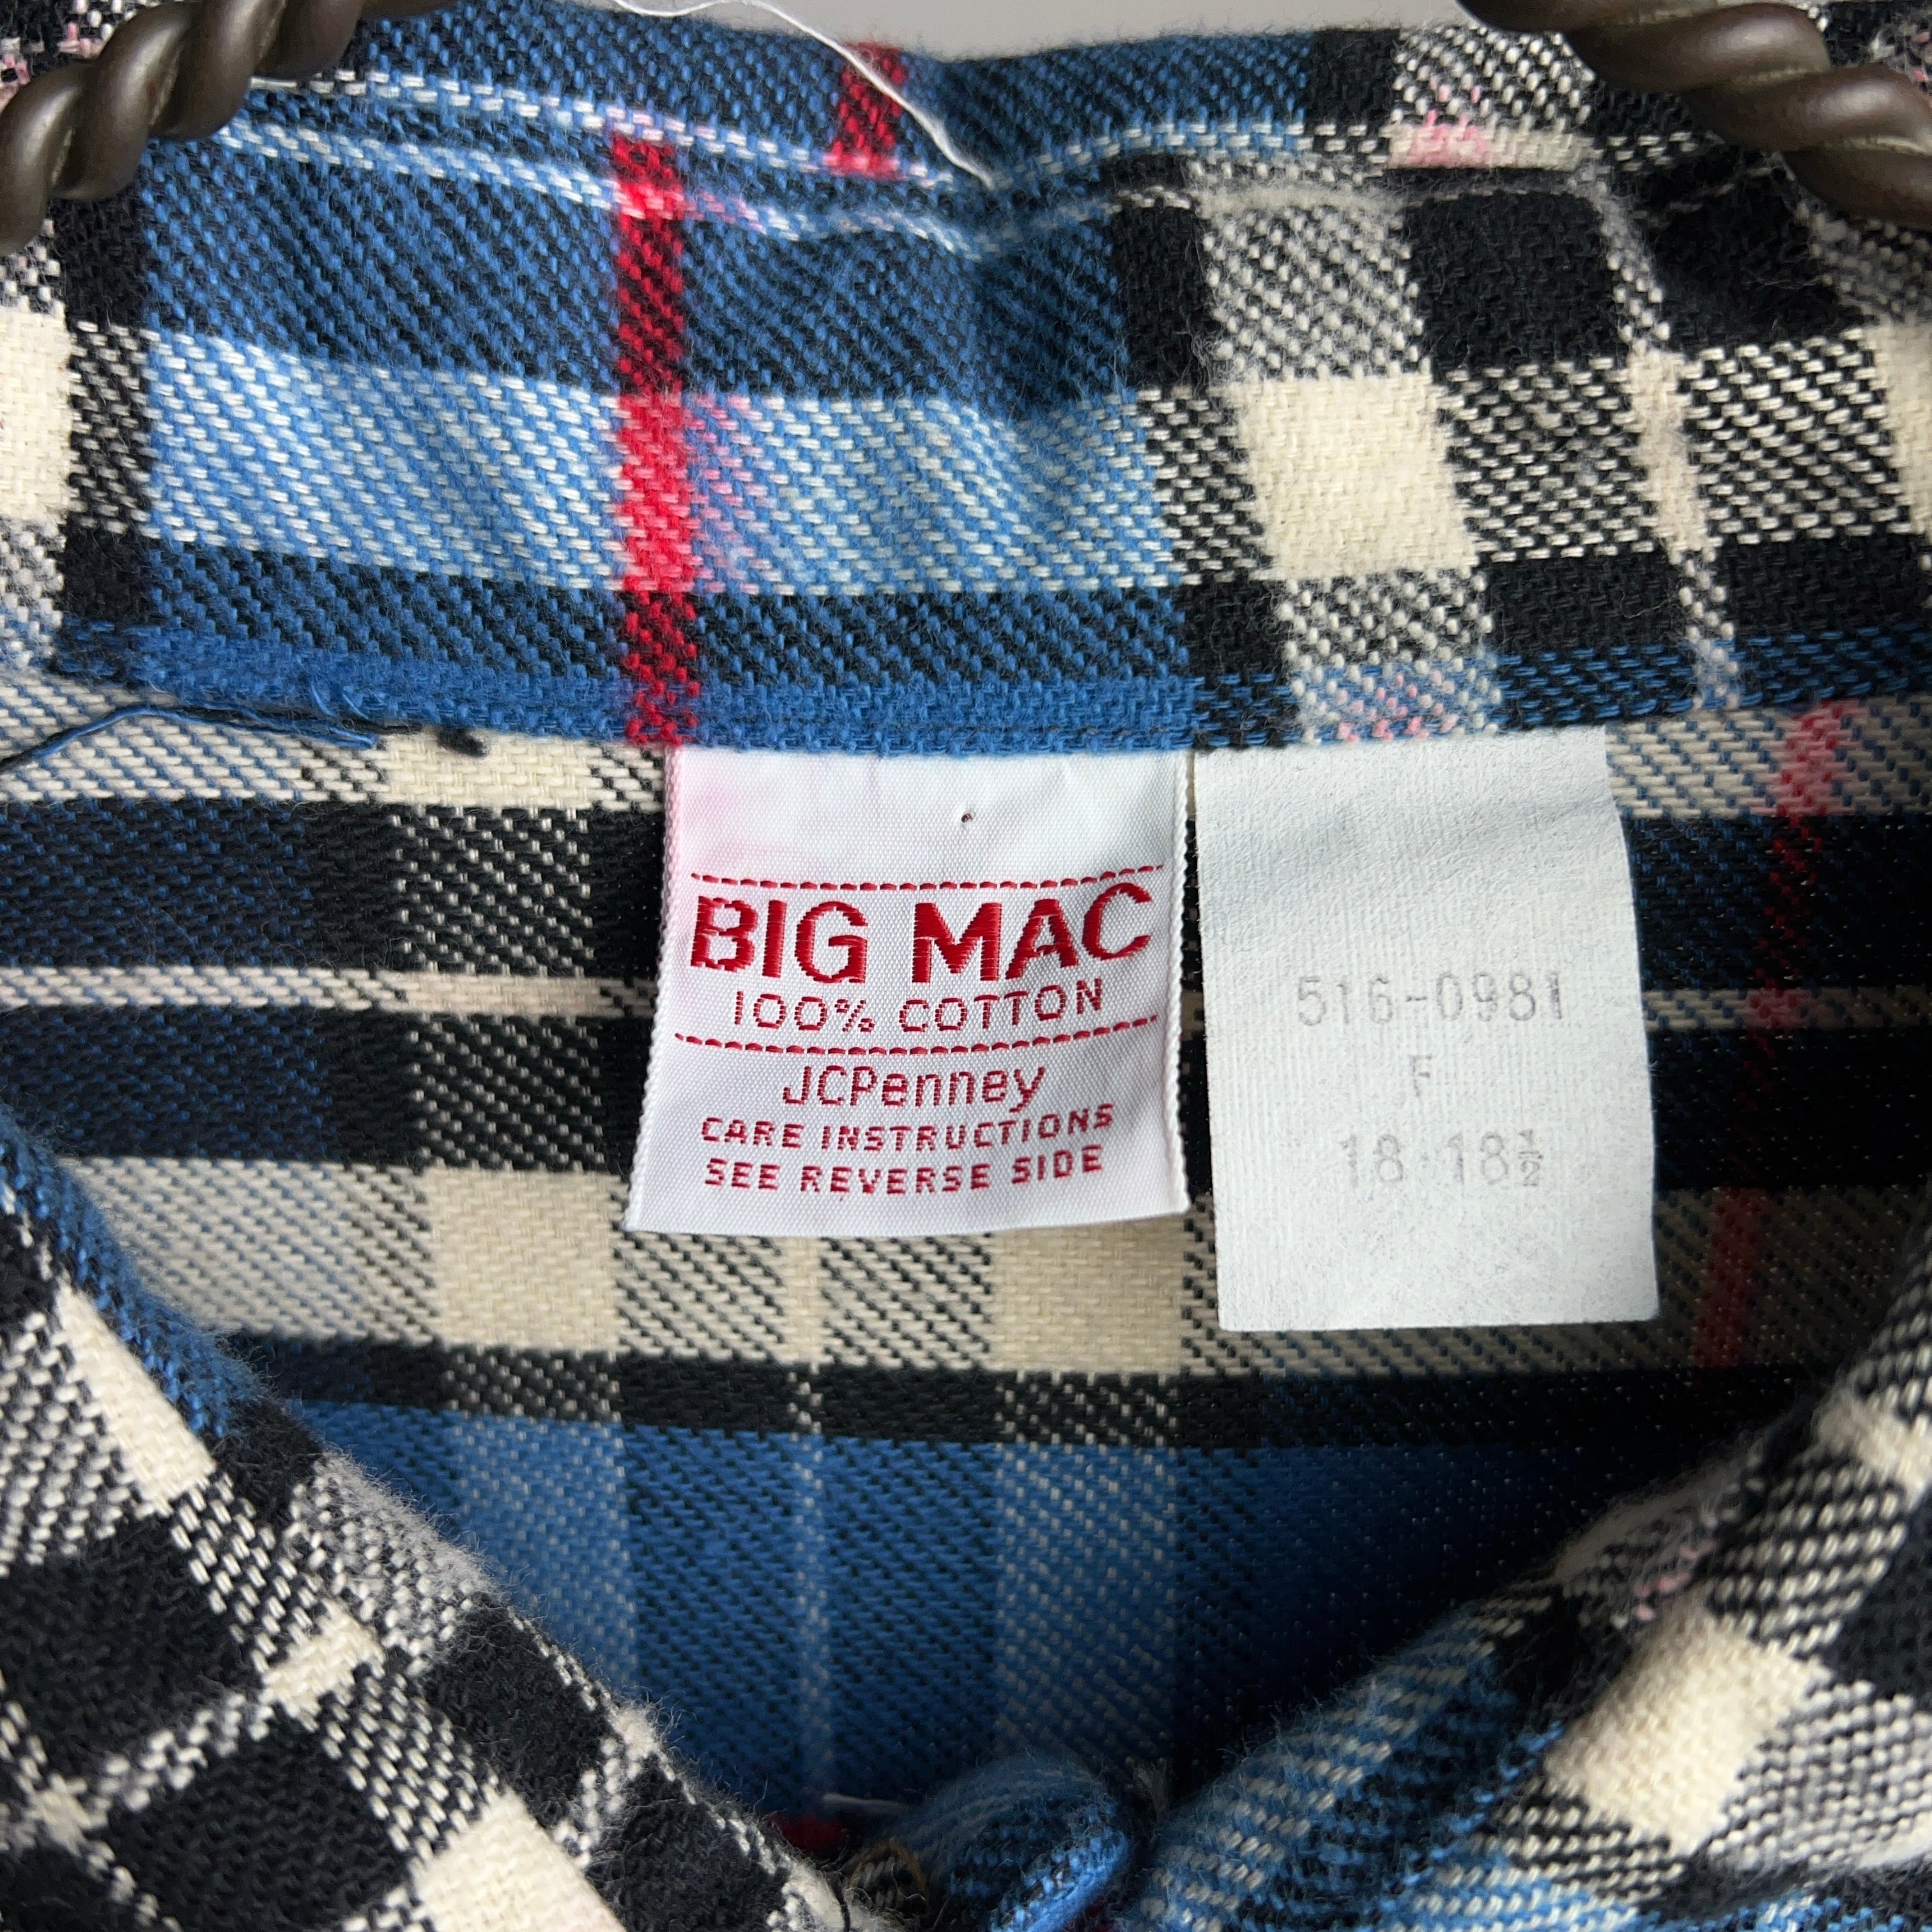 BIG MAC
100% COTTON
JCPenney
CARE INSTRUCTIONS
SEE REVERSE SIDE
516-0981
F
18 18½